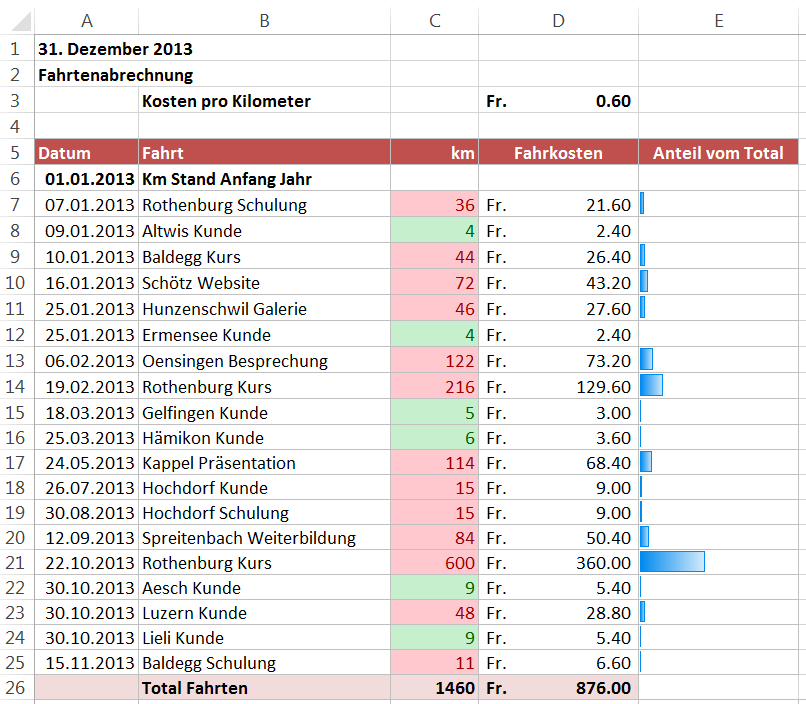 A B C D E
1 31. Dezember 2013
2 Fahrtenabrechnung
3 Kosten pro Kilometer Fr. 0.60
4
5 Datum Fahrt km Fahrkosten Anteil vom Total
6 01.01.2013 Km Stand Anfang Jahr
7 07.01.2013 Rothenburg Schulung 36 Fr. 21.60
8 09.01.2013 Altwis Kunde 4 Fr. 2.40
9 10.01.2013 Baldegg Kurs 44 Fr. 26.40
10 16.01.2013 Schötz Website 72 Fr. 43.20
11 25.01.2013 Hunzenschwil Galerie 46 Fr. 27.60
12 25.01.2013 Ermensee Kunde 4 Fr. 2.40
13 06.02.2013 Oensingen Besprechung 122 Fr. 73.20
14 19.02.2013 Rothenburg Kurs 216 Fr. 129.60
15 18.03.2013 Gelfingen Kunde 5 Fr. 3.00
16 25.03.2013 Hämikon Kunde 6 Fr. 3.60
17 24.05.2013 Kappel Präsentation 114 Fr. 68.40
18 26.07.2013 Hochdorf Kunde 15 Fr. 9.00
19 30.08.2013 Hochdorf Schulung 15 Fr. 9.00
20 12.09.2013 Spreitenbach Weiterbildung 84 Fr. 50.40
21 22.10.2013 Rothenburg Kurs 600 Fr. 360.00
22 30.10.2013 Aesch Kunde 9 Fr. 5.40
23 30.10.2013 Luzern Kunde 48 Fr. 28.80
24 30.10.2013 Lieli Kunde 9 Fr. 5.40
25 15.11.2013 Baldegg Schulung 11 Fr. 6.60
26 Total Fahrten 1460 Fr. 876.00